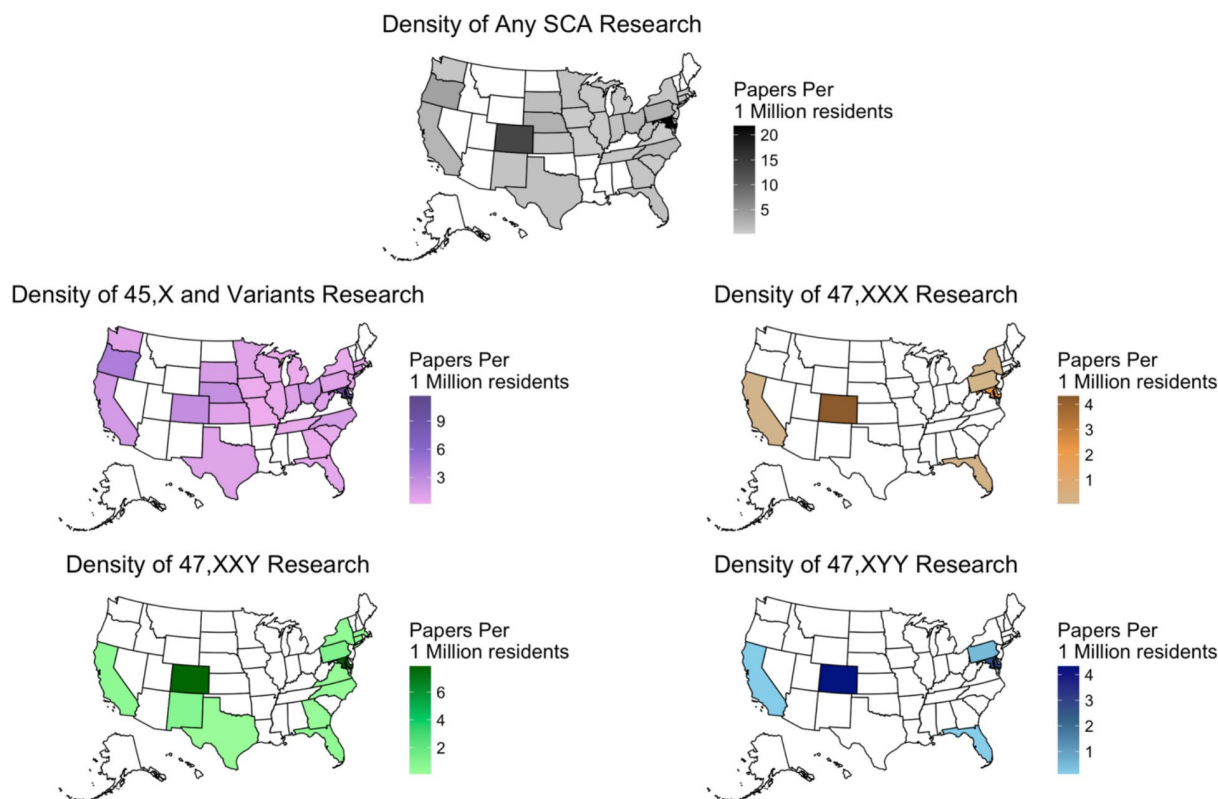 Density of Any SCA Research
Papers Per
1 Million residents
20
15
10
5
Density of 45,X and Variants Research
Papers Per
1 Million residents
9
6
3
Density of 47,XXX Research
Papers Per
1 Million residents
4
3
2
1
Density of 47,XXY Research
Papers Per
1 Million residents
6
4
2
Density of 47,XYY Research
Papers Per
1 Million residents
4
3
2
1